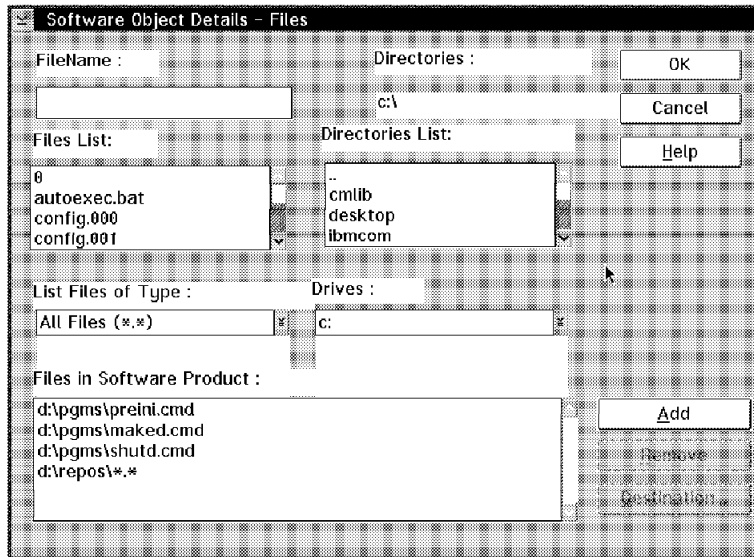 Software Object Details - Files
FileName :
Directories :
OK
c:\
Cancel
Files List:
Directories List:
Help
0
autoexec.bat
config.000
config.001
..
cmlib
desktop
ibmcom
List Files of Type :
Drives :
All Files (*.*)
c:
Files in Software Product :
d:\pgms\preini.cmd
d:\pgms\maked.cmd
d:\pgms\shutd.cmd
d:\repos\*.*
Add
Remove
Destination...